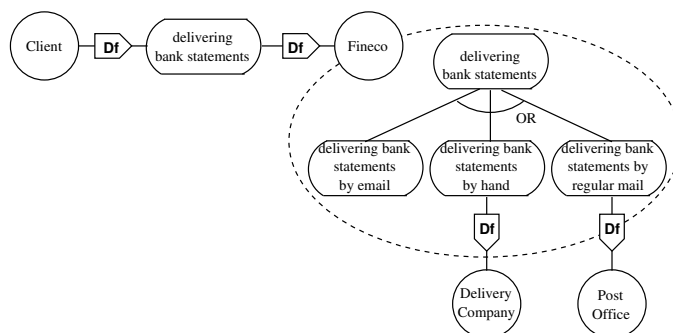 Client
Df
delivering
bank statements
Df
Fineco
delivering
bank statements
OR
delivering bank
statements
by email
delivering bank
statements
by hand
delivering bank
statements by
regular mail
Df
Df
Delivery
Company
Post
Office